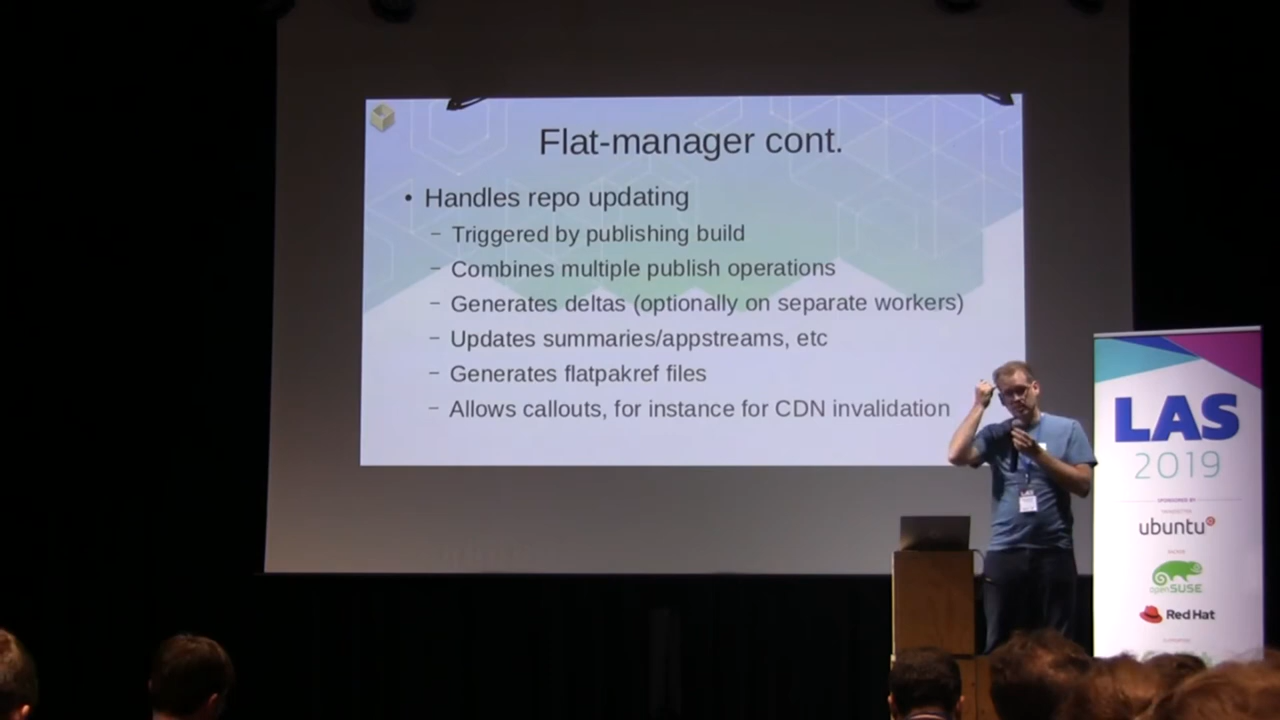 Flat-manager cont.
• Handles repo updating
– Triggered by publishing build
– Combines multiple publish operations
– Generates deltas (optionally on separate workers)
– Updates summaries/appstreams, etc
– Generates flatpakref files
– Allows callouts, for instance for CDN invalidation
LAS
2019
SPONSORED BY
ubuntu
openSUSE
Red Hat